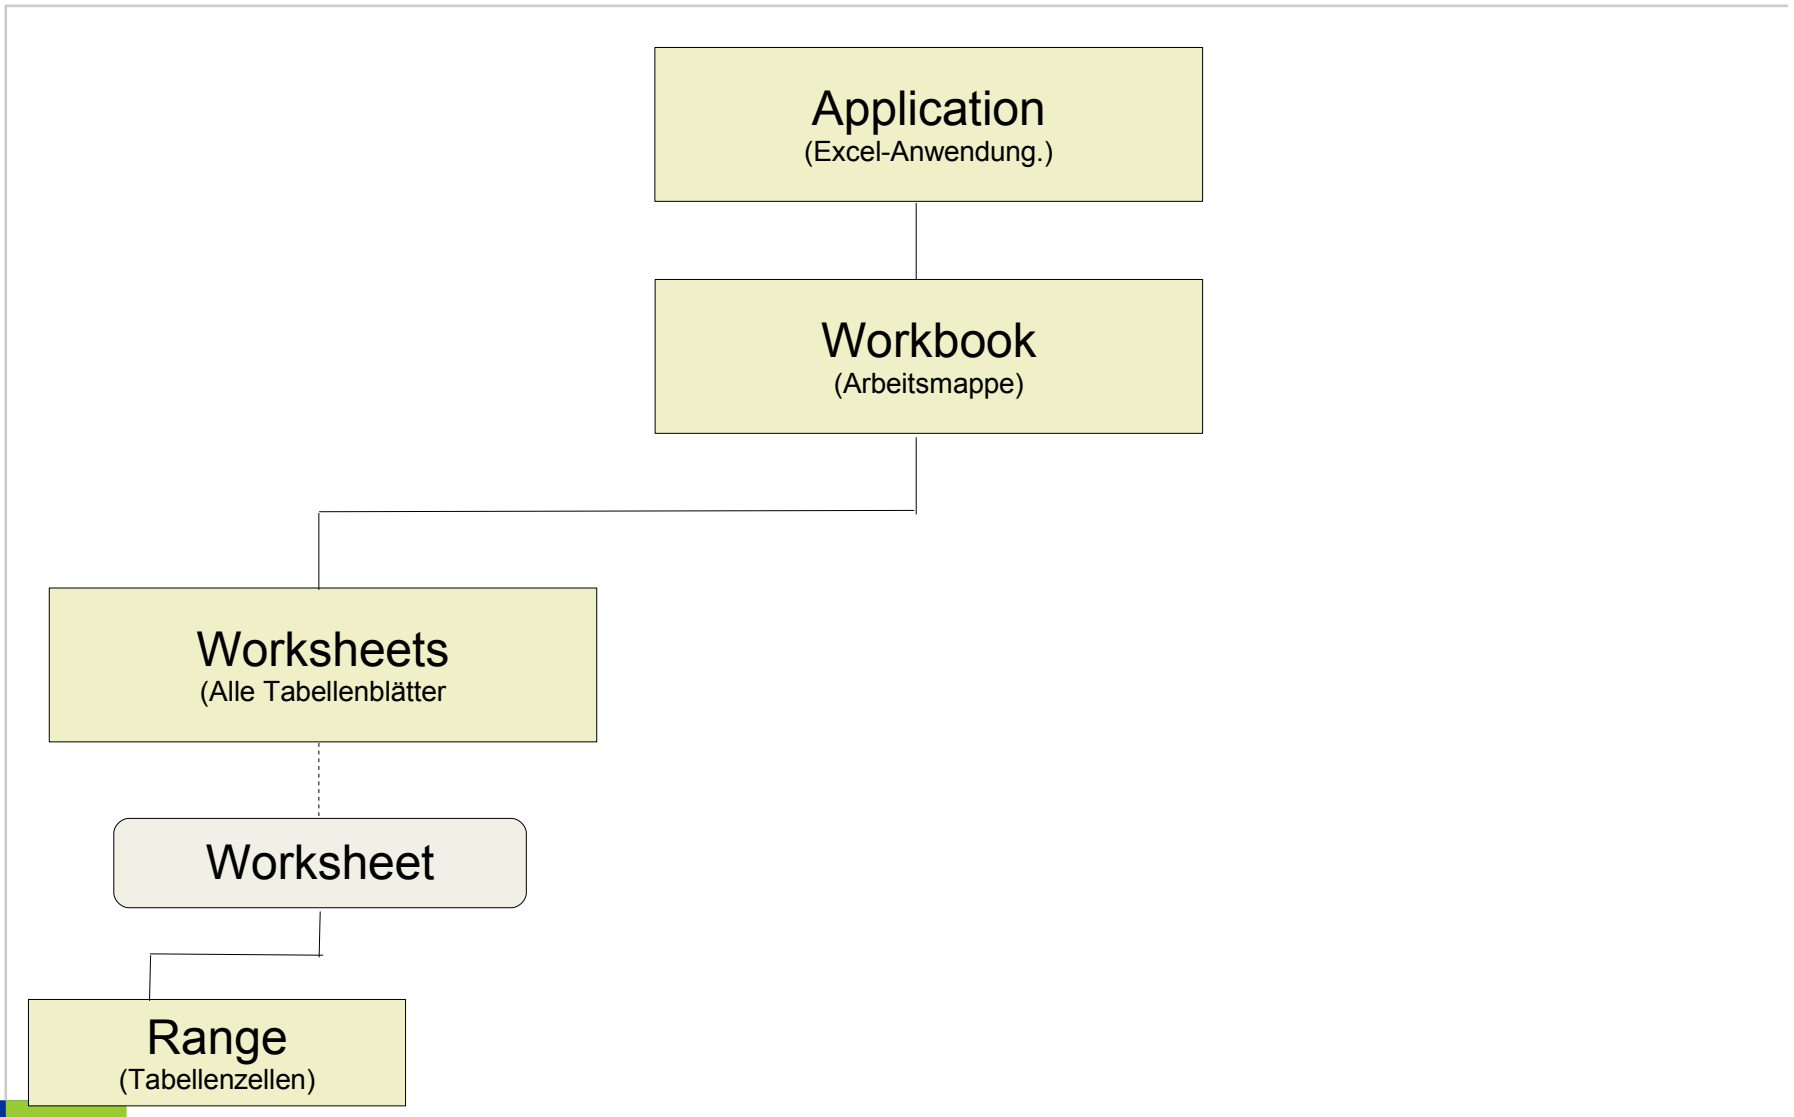 Application
(Excel-Anwendung.)
Workbook
(Arbeitsmappe)
Worksheets
(Alle Tabellenblätter
Worksheet
Range
(Tabellenzellen)